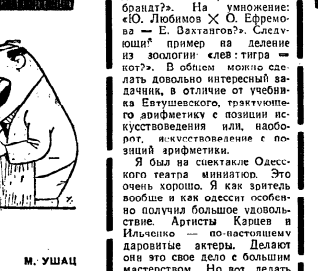 брандт?». На умножение:
«Ю. Любимов × О. Ефремо-
ва — Е. Вахтангов?». Следу-
ющий пример на деление
из зоологии «лев : тигра =
кот?». В общем можно сде-
лать довольно интересный за-
дачник, в отличие от учебни-
ка Евтушевского, трактующе-
го арифметику с позиции ис-
кусствоведения или, наобо-
рот, искусствоведение с по-
зиций арифметики.
Я был на спектакле Одесс-
кого театра миниатюр. Это
очень хорошо. Я как зритель
вообще и как одессит особен-
но получил большое удоволь-
ствие. Артисты Карцев и
Ильченко — по-настоящему
даровитые актеры. Делают
они это свое дело с большим
мастерством. Но вот делать
М. УШАЦ